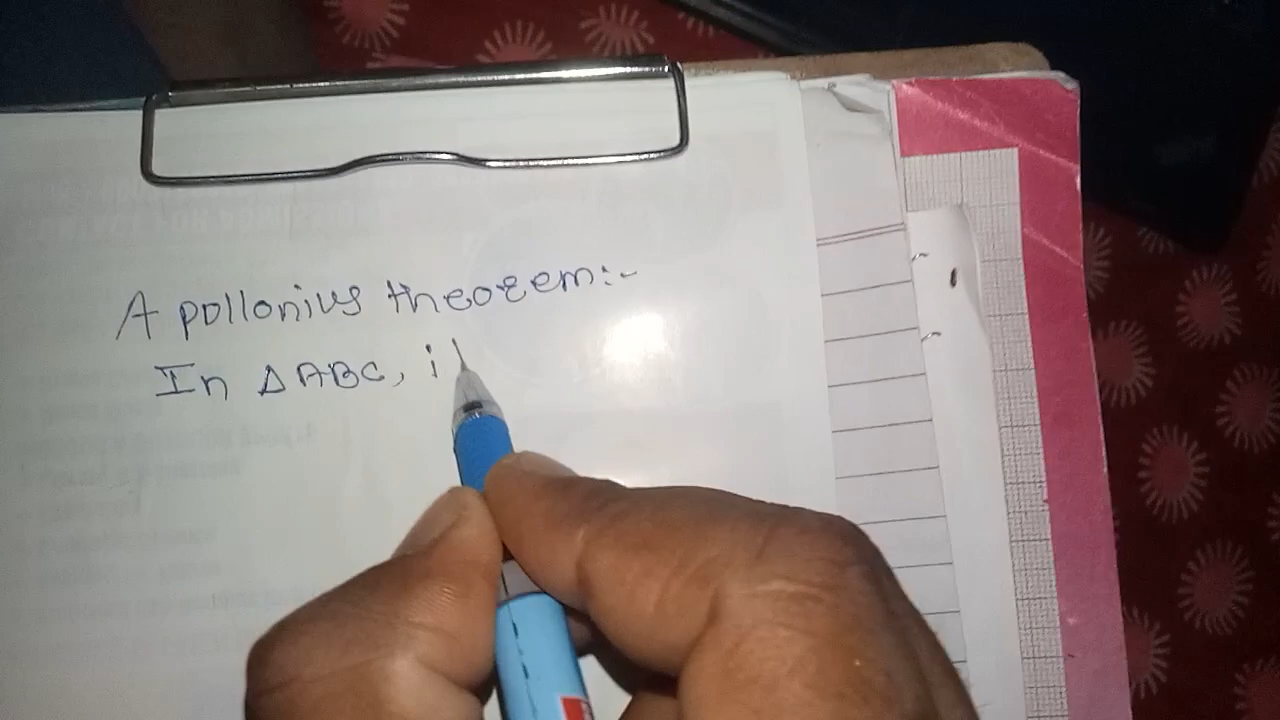 Apollonius theorem:-
In ΔABC, i